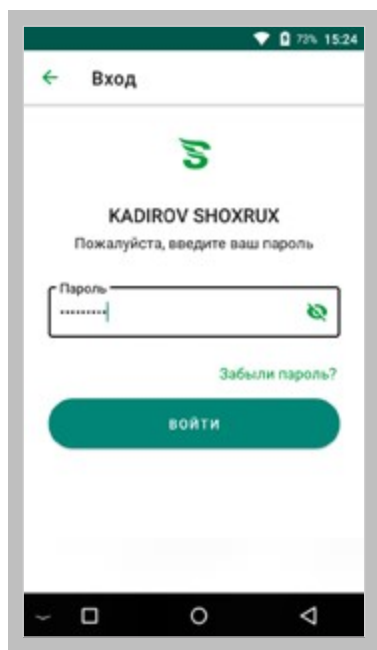 73% 15:24
Вход
KADIROV SHOXRUX
Пожалуйста, введите ваш пароль
Пароль
Забыли пароль?
ВОЙТИ